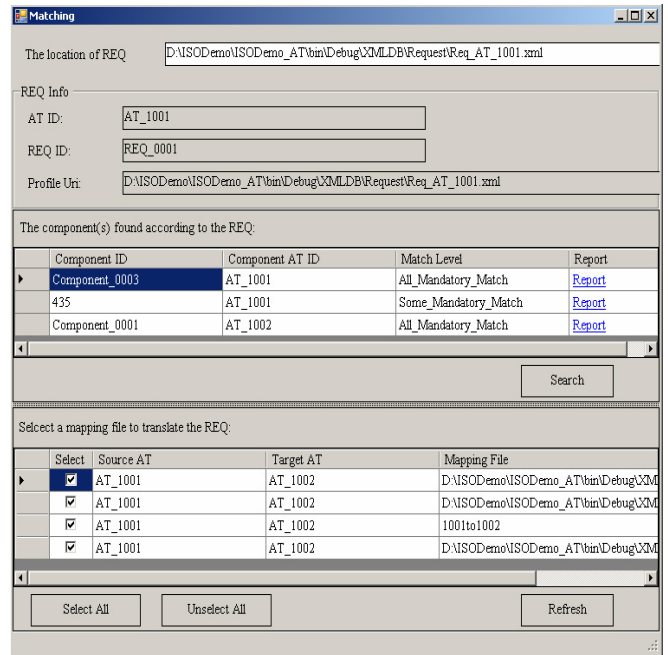 Matching
The location of REQ D:\ISODemo\ISODemo_AT\bin\Debug\XMLDB\Request\Req_AT_1001.xml
REQ Info
AT ID: AT_1001
REQ ID: REQ_0001
Profile Uri: D:\ISODemo\ISODemo_AT\bin\Debug\XMLDB\Request\Req_AT_1001.xml
The component(s) found according to the REQ:
Component ID Component AT ID Match Level Report
Component_0003 AT_1001 All_Mandatory_Match Report
435 AT_1001 Some_Mandatory_Match Report
Component_0001 AT_1002 All_Mandatory_Match Report
Search
Selcect a mapping file to translate the REQ:
Select Source AT Target AT Mapping File
AT_1001 AT_1002 D:\ISODemo\ISODemo_AT\bin\Debug\XM
AT_1001 AT_1002 D:\ISODemo\ISODemo_AT\bin\Debug\XM
AT_1001 AT_1002 1001to1002
AT_1001 AT_1002 D:\ISODemo\ISODemo_AT\bin\Debug\XM
Select All Unselect All Refresh